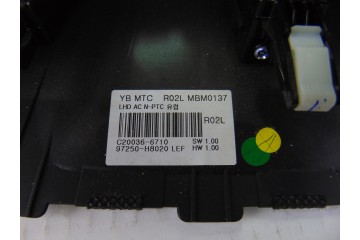 YB MTC R02L MBM0137
LHD AC N-PTC 유럽
R02L
C20036-6710 SW 1.00
97250-H8020 LEF HW 1.00